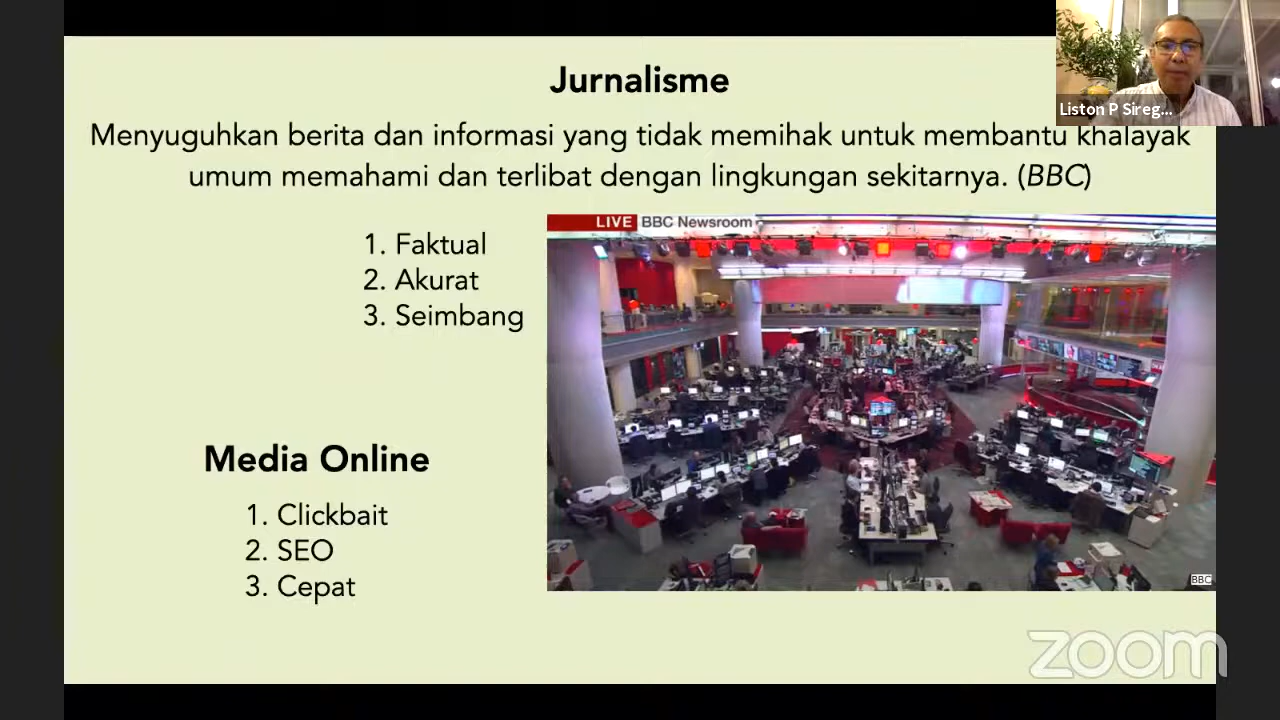 Jurnalisme
Liston P Sireg...
Menyuguhkan berita dan informasi yang tidak memihak untuk membantu khalayak
umum memahami dan terlibat dengan lingkungan sekitarnya. (BBC)
LIVE BBC Newsroom
1. Faktual
2. Akurat
3. Seimbang
Media Online
1. Clickbait
2. SEO
3. Cepat
BBC
zoom